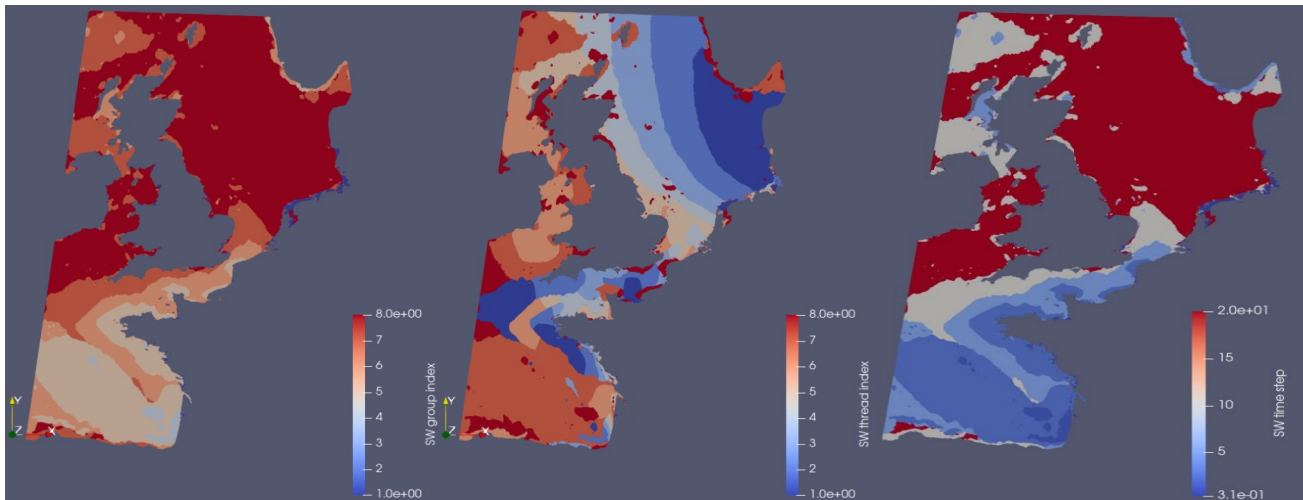 8.0e+00
7
6
5
4
3
2
1.0e+00
SW group index
Y
Z
X
8.0e+00
7
6
5
4
3
2
1.0e+00
SW thread index
Y
Z
X
2.0e+01
15
10
5
3.1e-01
SW time step